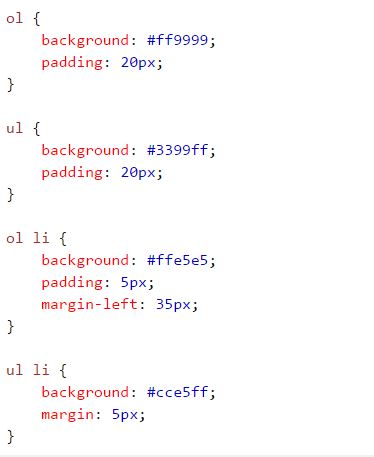 ol {
    background: #ff9999;
    padding: 20px;
}

ul {
    background: #3399ff;
    padding: 20px;
}

ol li {
    background: #ffe5e5;
    padding: 5px;
    margin-left: 35px;
}

ul li {
    background: #cce5ff;
    margin: 5px;
}